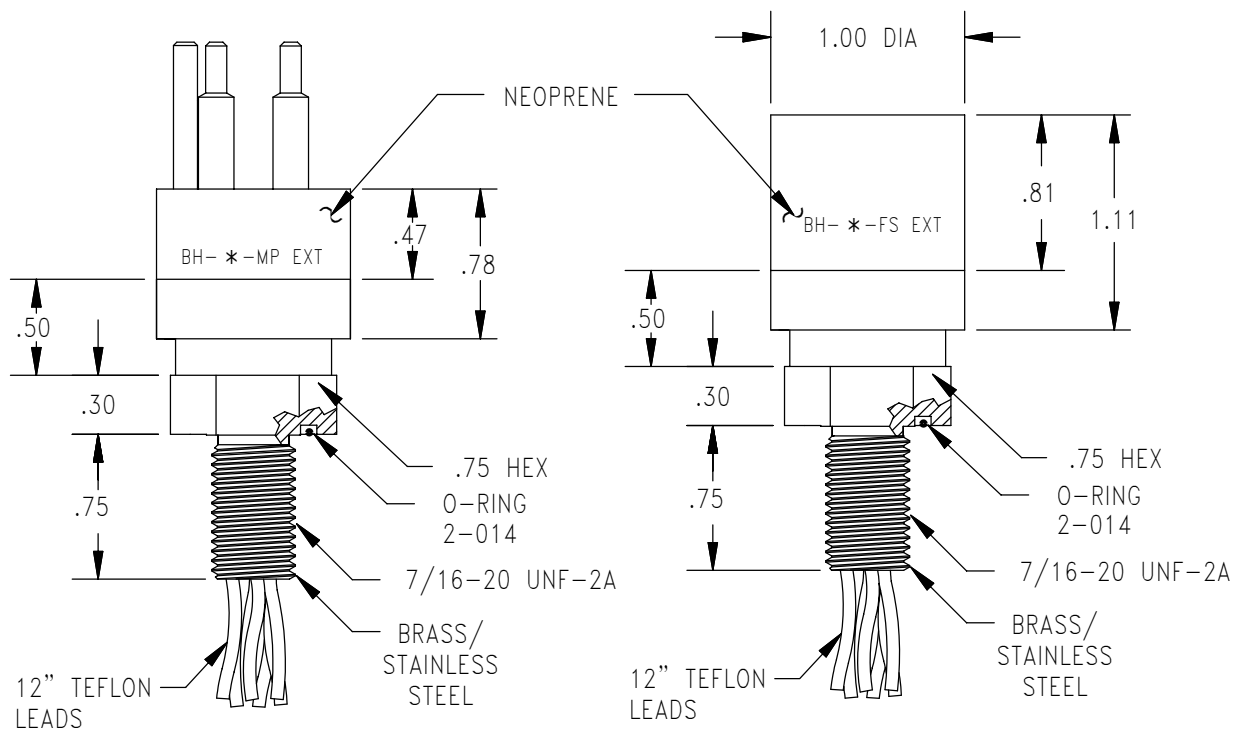 1.00 DIA
NEOPRENE
.47
.78
BH- * -MP EXT
.50
.30
.75
.75 HEX
O-RING
2-014
7/16-20 UNF-2A
BRASS/
STAINLESS
STEEL
12” TEFLON
LEADS
.81
1.11
BH- * -FS EXT
.50
.30
.75
.75 HEX
O-RING
2-014
7/16-20 UNF-2A
BRASS/
STAINLESS
STEEL
12” TEFLON
LEADS